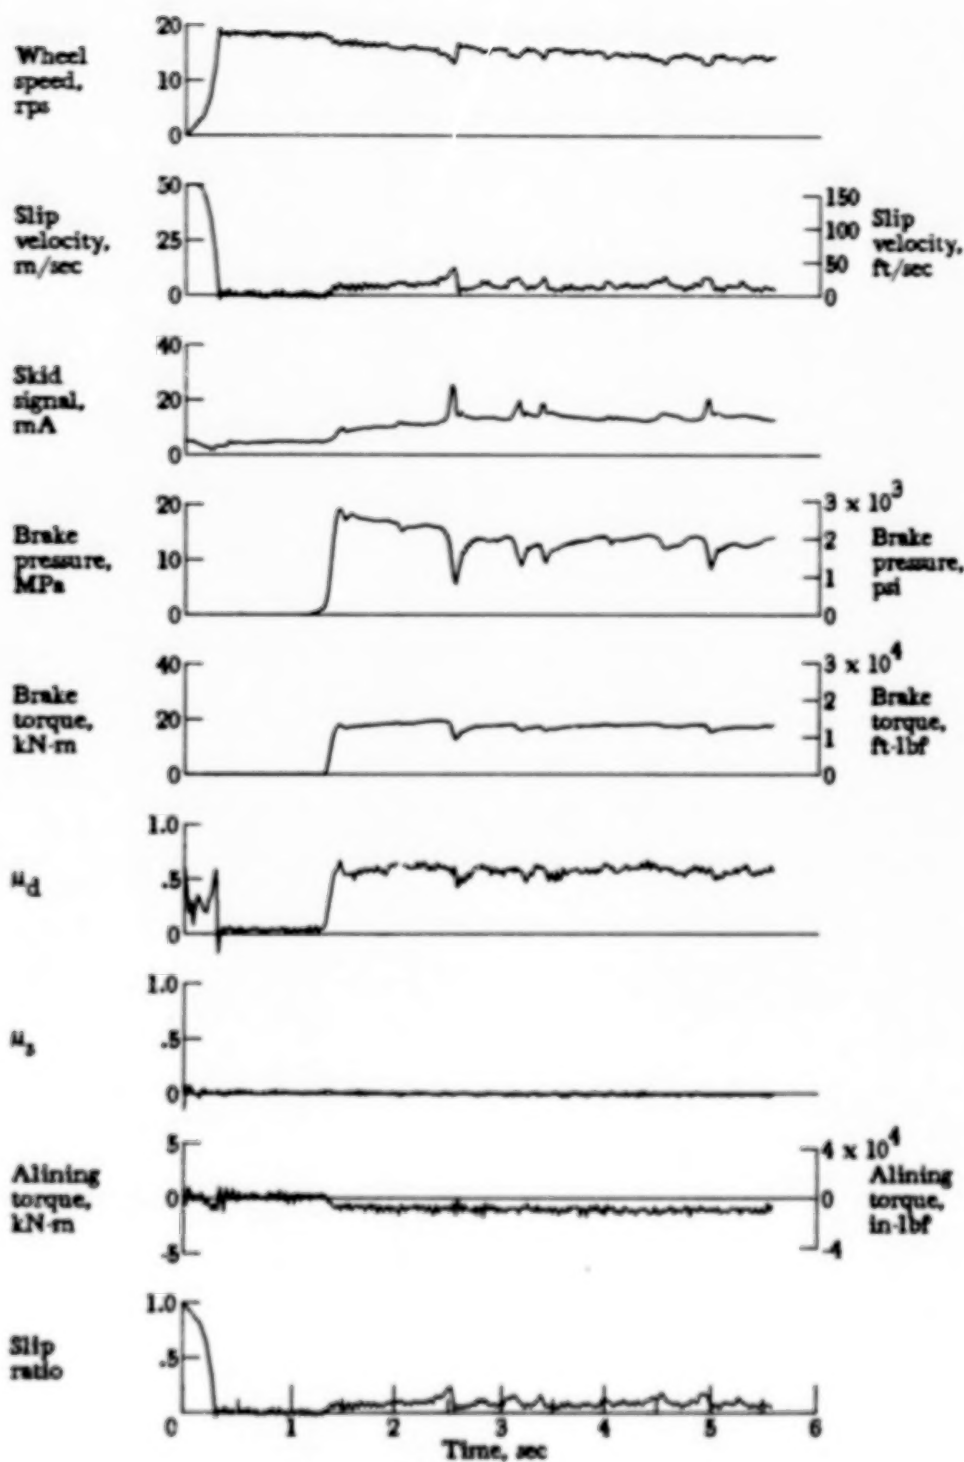 20
Wheel
speed,
rps
10
0
50
150
Slip
velocity,
m/sec
25
100
Slip
velocity,
ft/sec
50
0
0
40
Skid
signal,
mA
20
0
20
3 x 10³
Brake
pressure,
MPa
10
2
Brake
pressure,
psi
1
0
0
40
3 x 10⁴
Brake
torque,
kN-m
20
2
Brake
torque,
ft-lbf
1
0
0
1.0
μd
.5
0
1.0
μs
.5
0
5
4 x 10⁴
Alining
torque,
kN-m
0
0
Alining
torque,
in-lbf
-5
-4
1.0
Slip
ratio
.5
0 1 2 3 4 5 6
Time, sec